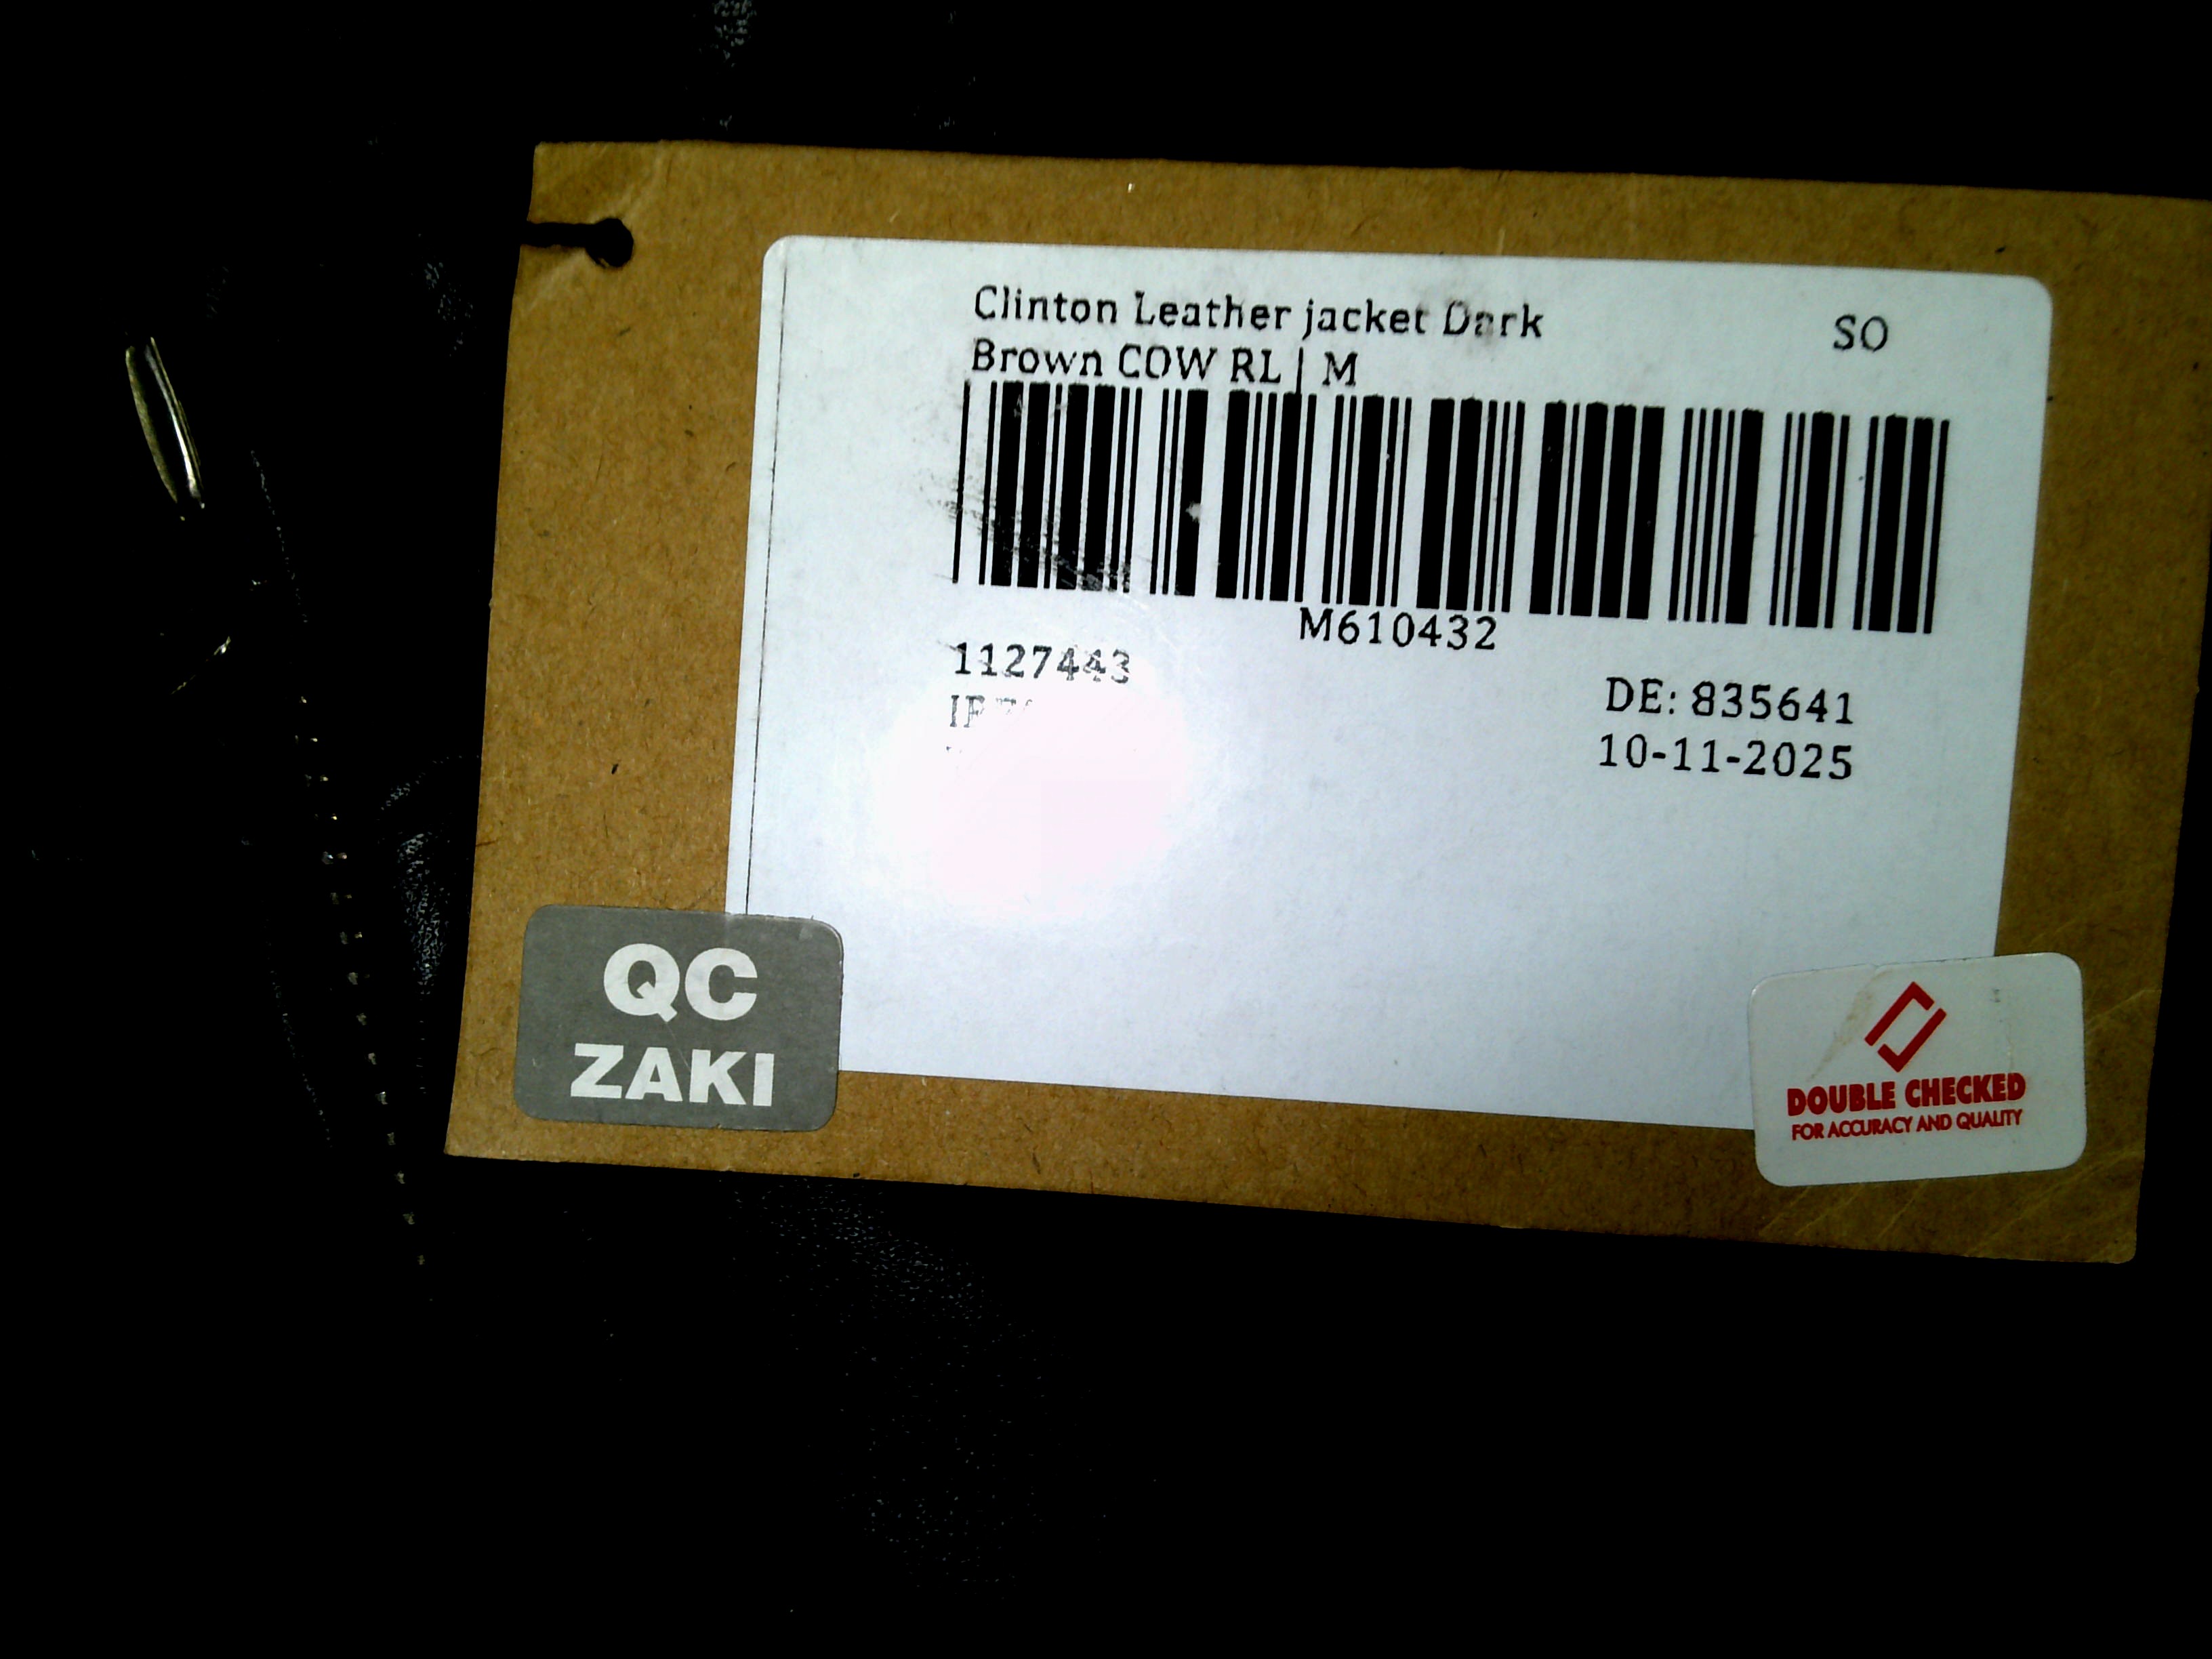 Clinton Leather jacket Dark
Brown COW RL | M
SO
M610432
1127443
DE: 835641
10-11-2025
QC
ZAKI
DOUBLE CHECKED
FOR ACCURACY AND QUALITY